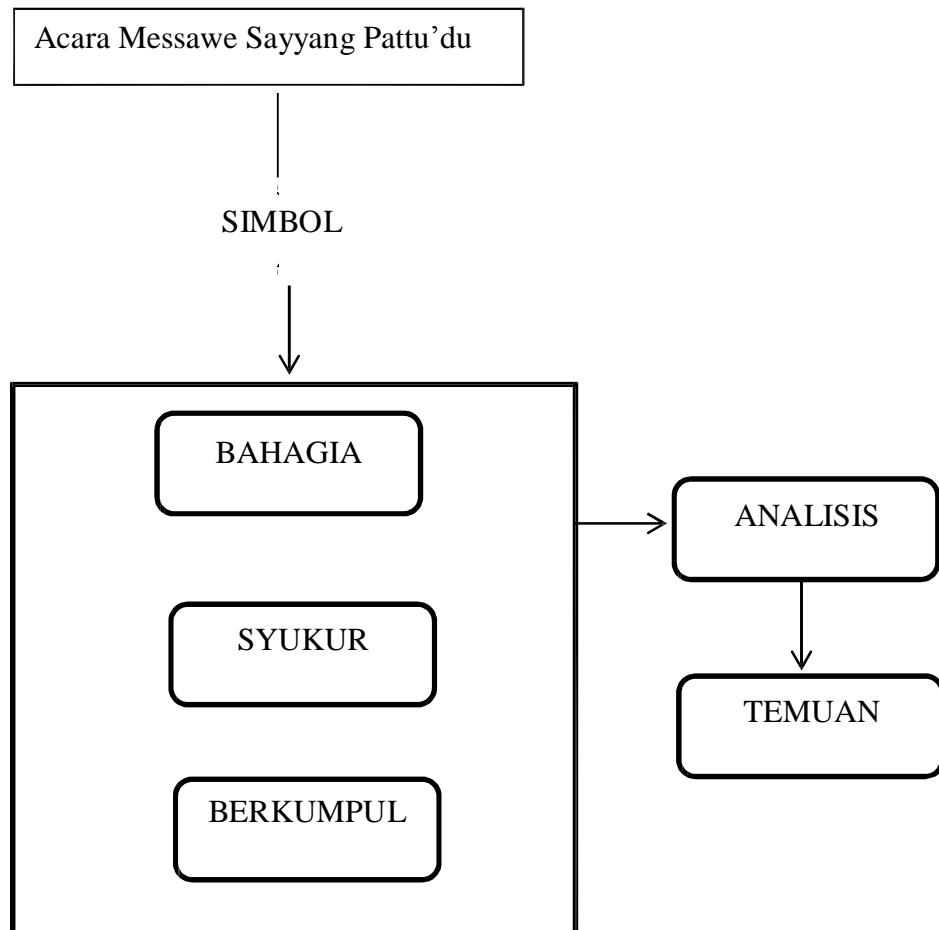 Acara Messawe Sayyang Pattu’du
SIMBOL
BAHAGIA
ANALISIS
SYUKUR
TEMUAN
BERKUMPUL